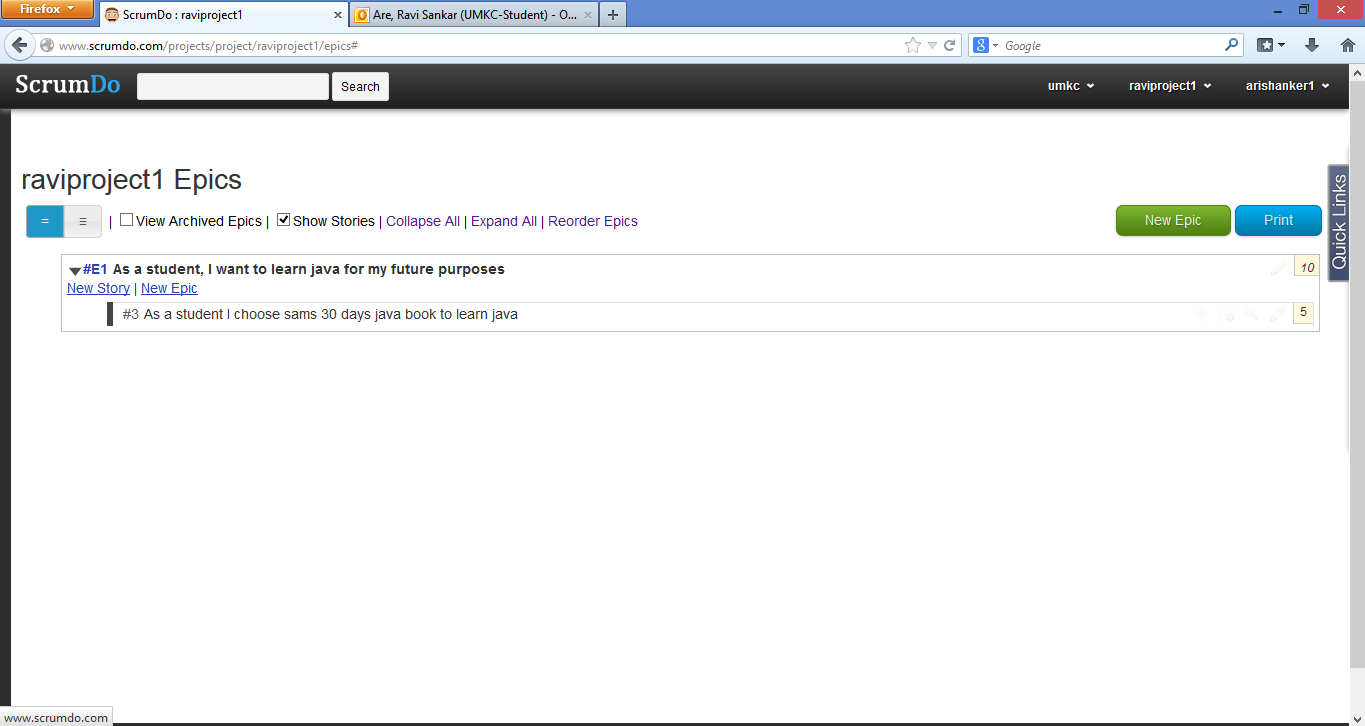 Firefox
ScrumDo : raviproject1
Are, Ravi Sankar (UMKC-Student) - O...
www.scrumdo.com/projects/project/raviproject1/epics#
Google
ScrumDo
Search
umkc
raviproject1
arishanker1
raviproject1 Epics
= ≡ | View Archived Epics | Show Stories | Collapse All | Expand All | Reorder Epics
New Epic
Print
Quick Links
#E1 As a student, I want to learn java for my future purposes
10
New Story | New Epic
#3 As a student I choose sams 30 days java book to learn java
5
www.scrumdo.com